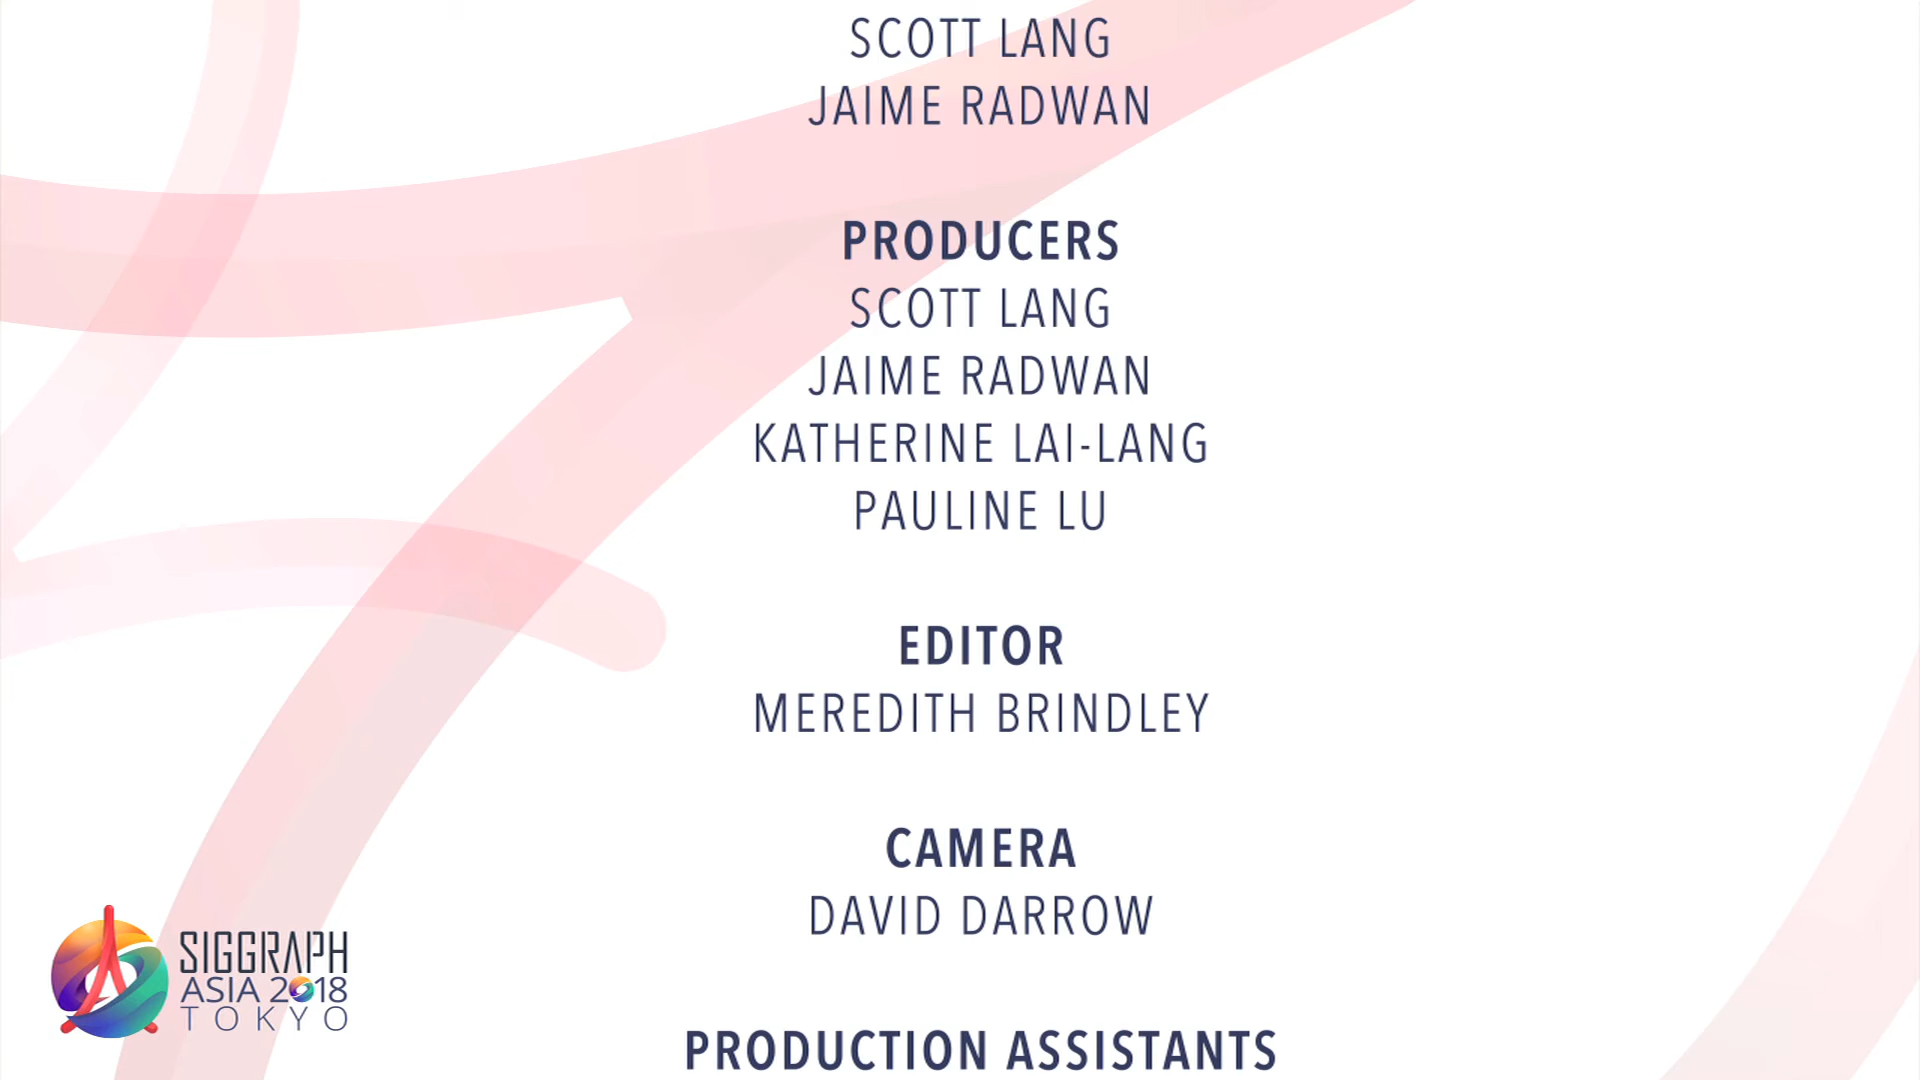 SCOTT LANG
JAIME RADWAN
PRODUCERS
SCOTT LANG
JAIME RADWAN
KATHERINE LAI-LANG
PAULINE LU
EDITOR
MEREDITH BRINDLEY
CAMERA
DAVID DARROW
PRODUCTION ASSISTANTS
SIGGRAPH
ASIA 2018
TOKYO